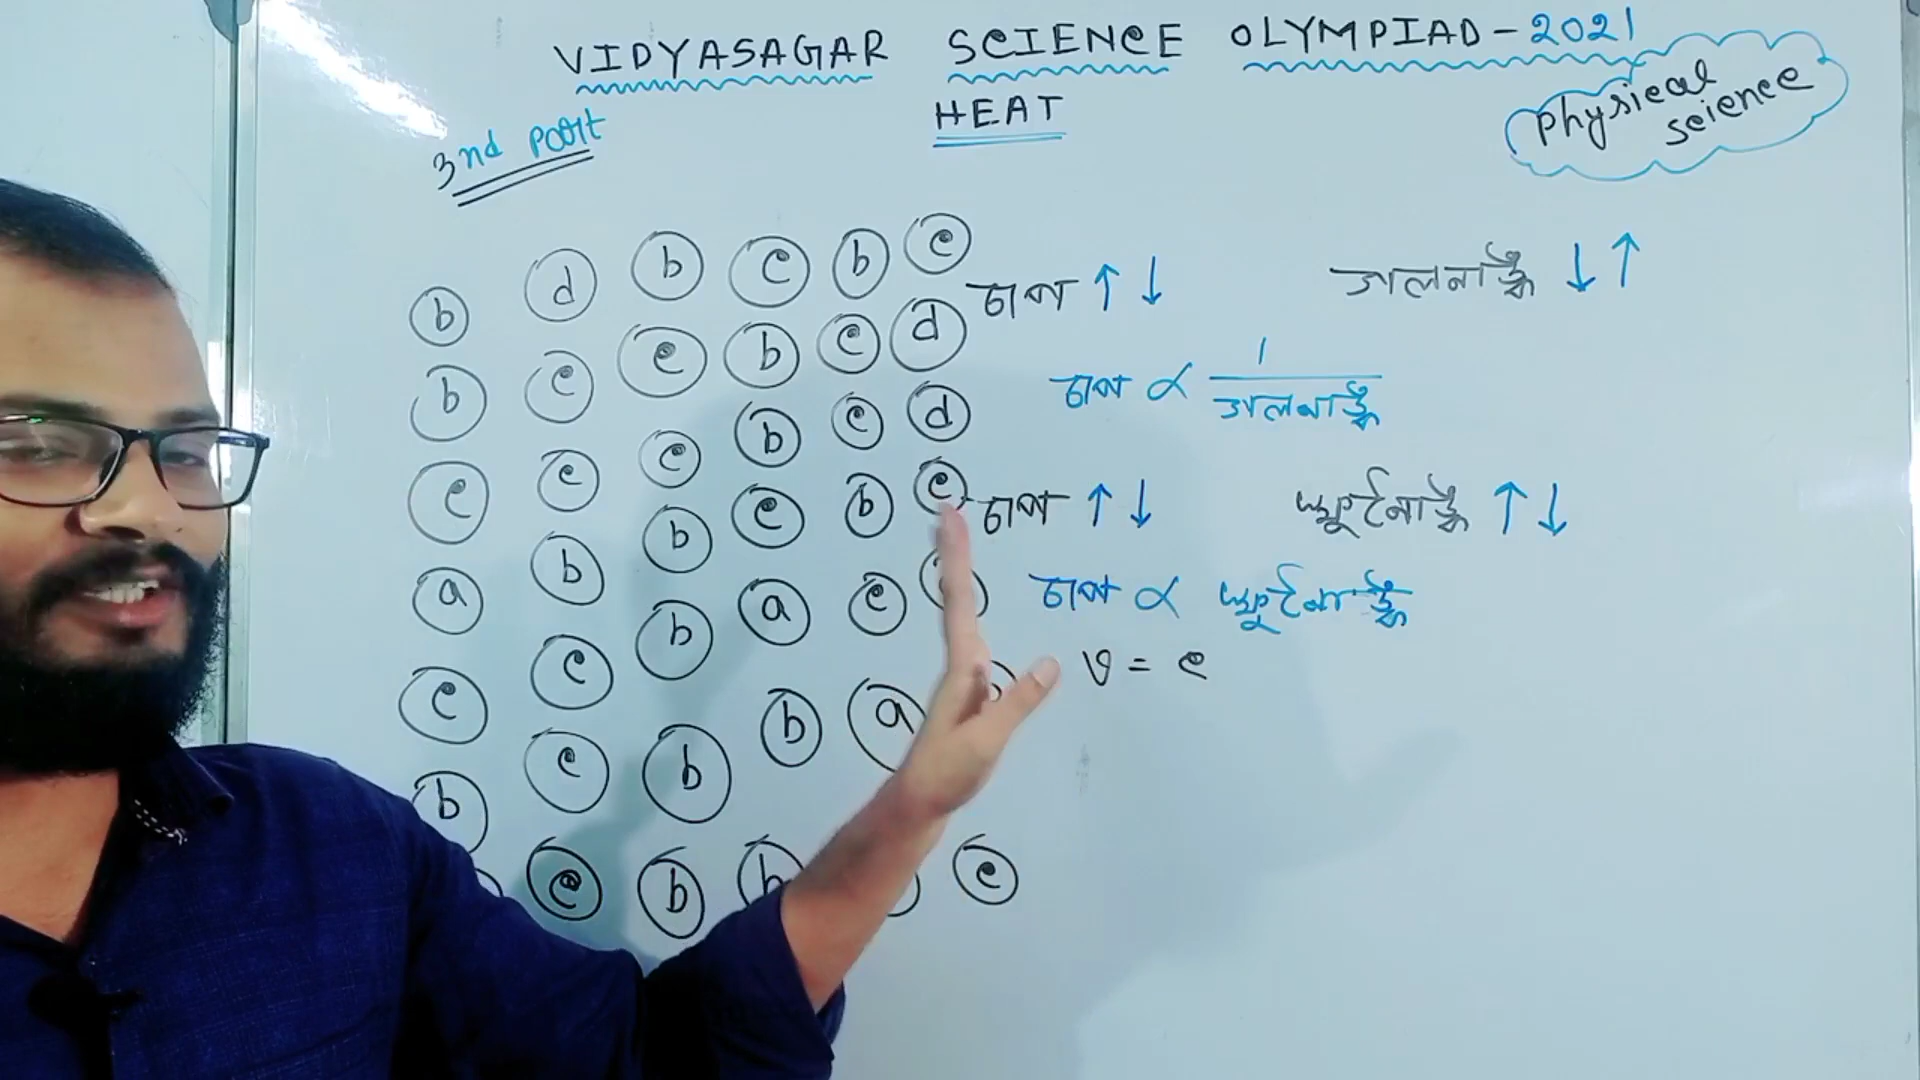 VIDYASAGAR SCIENCE OLYMPIAD - 2021
HEAT
3nd part
Physical science
b d b c b c
চাপ ↑ ↓ গলনাঙ্ক ↓ ↑
b c c b c d
চাপ ∝ 1/গলনাঙ্ক
c c c b c d
a b b c b c
চাপ ↑ ↓ স্ফুটনাঙ্ক ↑ ↓
c c b a c
চাপ ∝ স্ফুটনাঙ্ক
b c b b a
v = c
c b b c